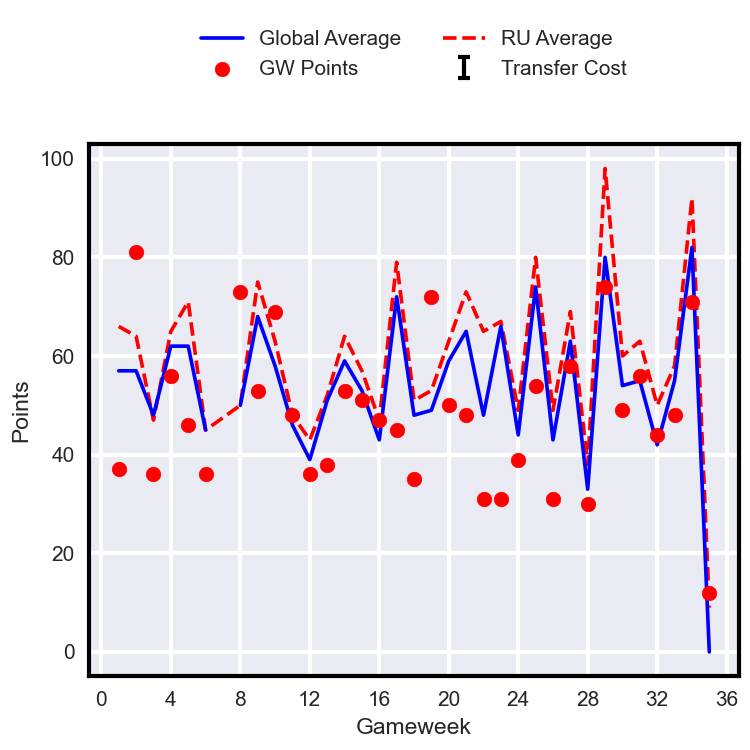 Global Average
RU Average
GW Points
Transfer Cost
100
80
60
40
20
0
Points
0 4 8 12 16 20 24 28 32 36
Gameweek